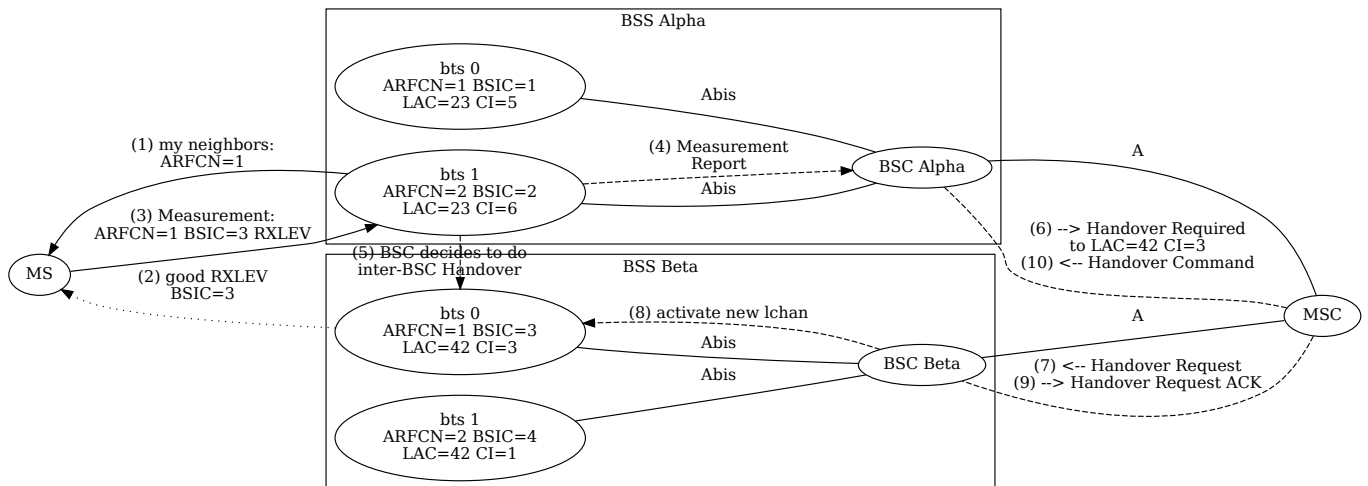 BSS Alpha
bts 0
ARFCN=1 BSIC=1
LAC=23 CI=5
Abis
(1) my neighbors:
ARFCN=1
(4) Measurement
Report
BSC Alpha
A
bts 1
ARFCN=2 BSIC=2
LAC=23 CI=6
Abis
(3) Measurement:
ARFCN=1 BSIC=3 RXLEV
(6) --> Handover Required
to LAC=42 CI=3
(10) <-- Handover Command
(5) BSC decides to do
inter-BSC Handover
MS
(2) good RXLEV
BSIC=3
BSS Beta
bts 0
ARFCN=1 BSIC=3
LAC=42 CI=3
(8) activate new lchan
A
MSC
Abis
BSC Beta
(7) <-- Handover Request
(9) --> Handover Request ACK
Abis
bts 1
ARFCN=2 BSIC=4
LAC=42 CI=1